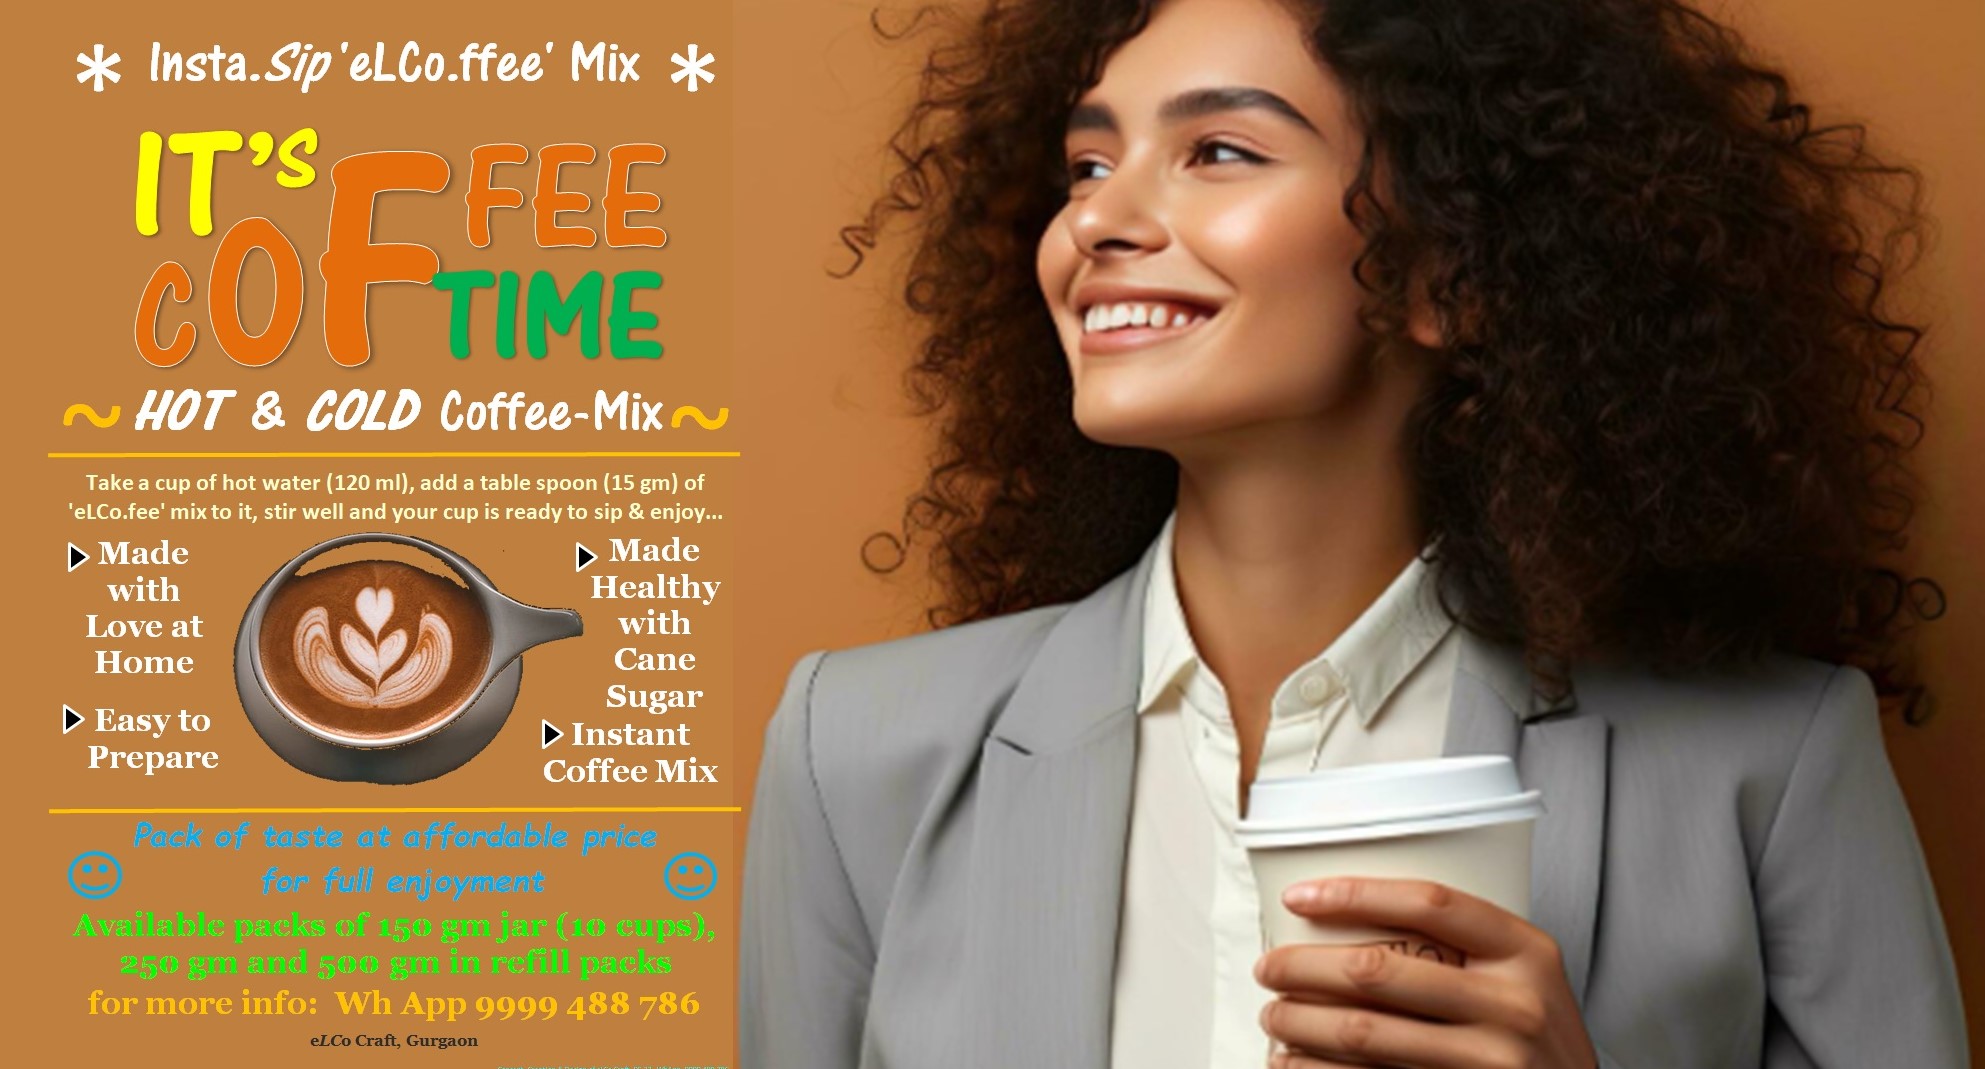 * Insta.Sip 'eLCo.ffee' Mix *
IT'S
COFFEE
TIME
~ HOT & COLD Coffee-Mix ~
Take a cup of hot water (120 ml), add a table spoon (15 gm) of
'eLCo.fee' mix to it, stir well and your cup is ready to sip & enjoy...
Made
with
Love at
Home
Easy to
Prepare
Made
Healthy
with
Cane
Sugar
Instant
Coffee Mix
Pack of taste at affordable price
for full enjoyment
Available packs of 150 gm jar (10 cups),
250 gm and 500 gm in refill packs
for more info: Wh App 9999 488 786
eLCo Craft, Gurgaon